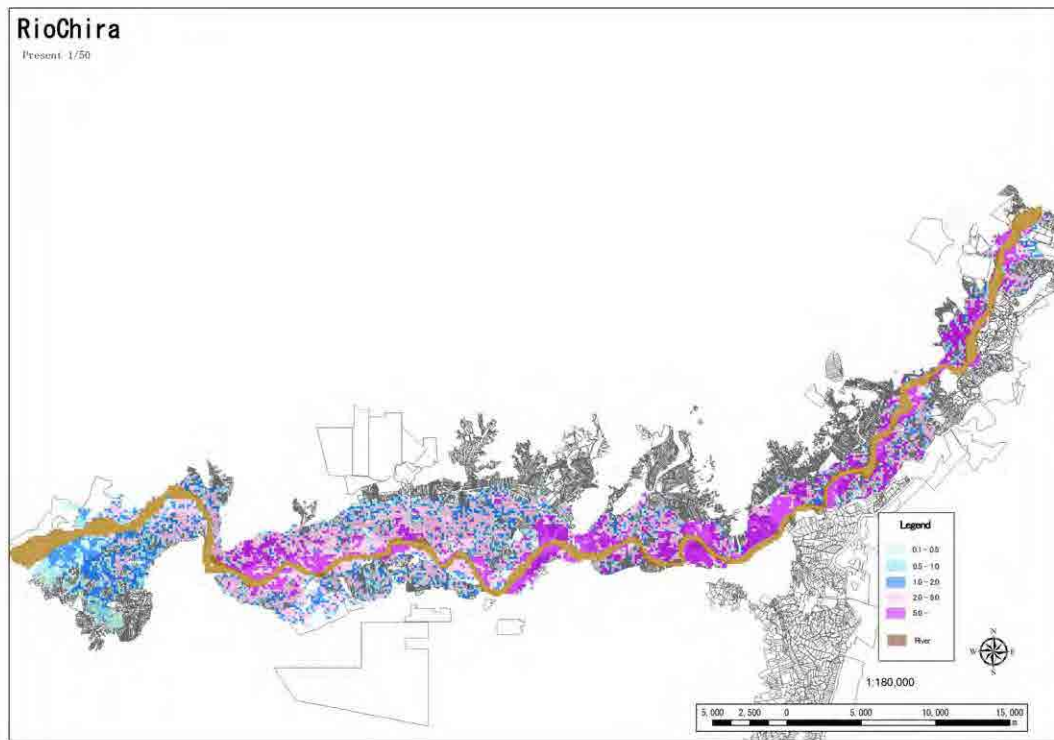 RioChira
Present 1/50
Legend
0.1 - 0.5
0.5 - 1.0
1.0 - 2.0
2.0 - 5.0
5.0 -
River
N
W E
S
1:180,000
5,000 2,500 0 5,000 10,000 15,000
m